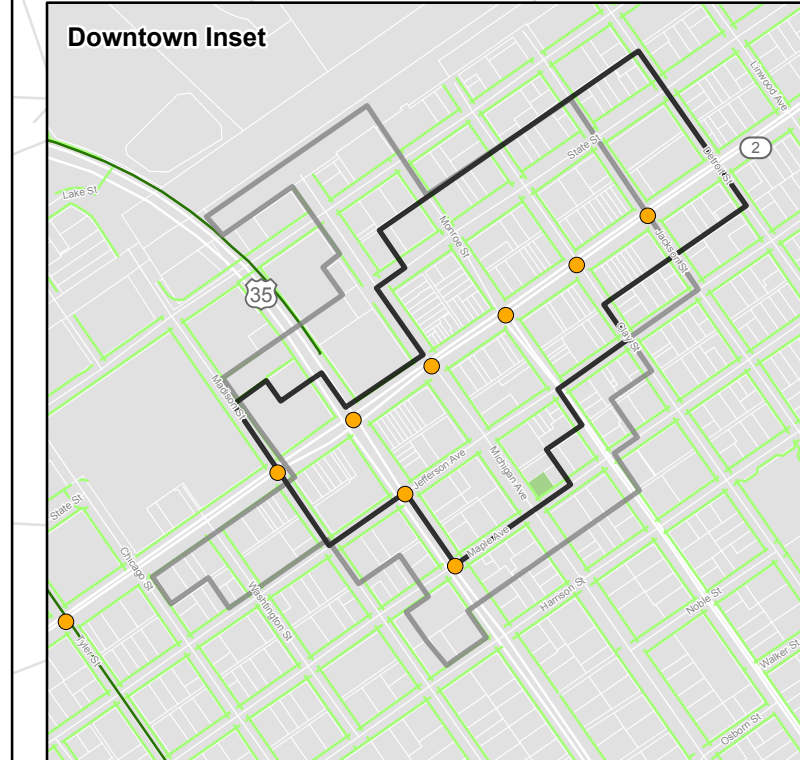 Downtown Inset
Linwood Ave
2
State St
Detroit St
Lake St
Monroe St
Jackson St
35
Clay St
Madison St
Jefferson Ave
Michigan Ave
State St
Maple Ave
Chicago St
Washington St
Harrison St
Noble St
Tyler St
Walker St
Osborn St